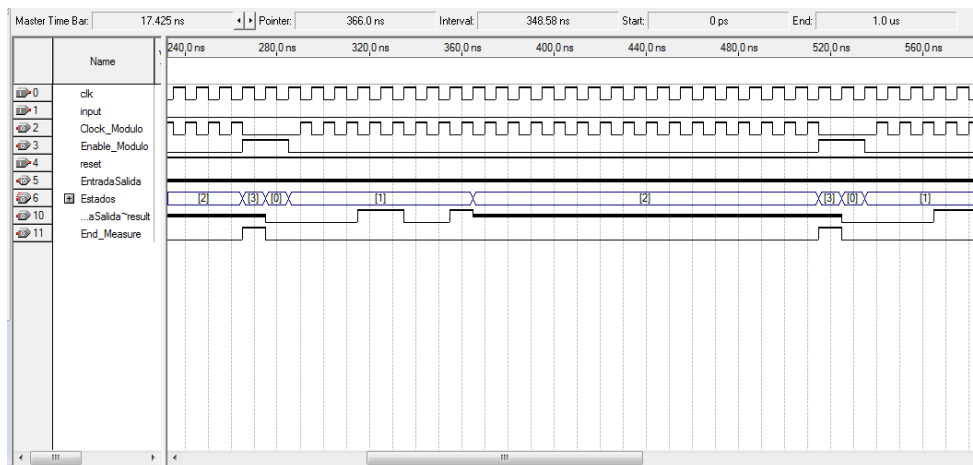 Master Time Bar: 17.425 ns Pointer: 366.0 ns Interval: 348.58 ns Start: 0 ps End: 1.0 us
Name
240,0 ns 280,0 ns 320,0 ns 360,0 ns 400,0 ns 440,0 ns 480,0 ns 520,0 ns 560,0 ns
0 clk
1 input
2 Clock_Modulo
3 Enable_Modulo
4 reset
5 EntradaSalida
6 Estados [2] [3] [0] [1] [2] [3] [0] [1]
10 ...aSalida~result
11 End_Measure